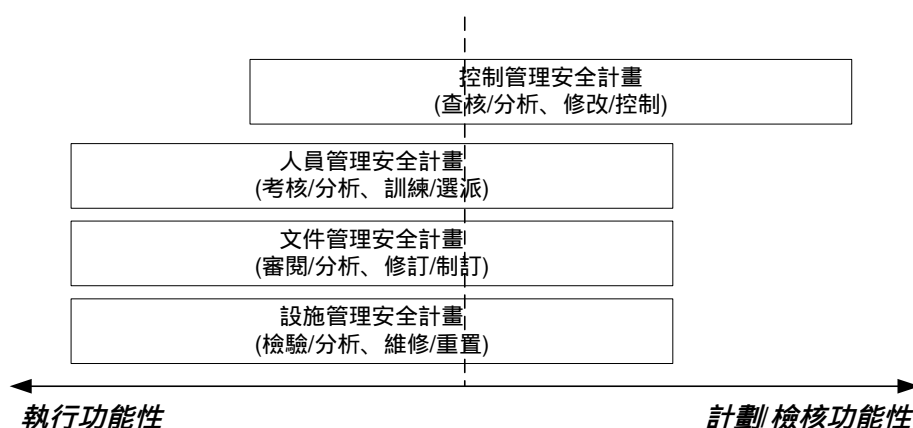 控制管理安全計畫
(查核/分析、修改/控制)
人員管理安全計畫
(考核/分析、訓練/選派)
文件管理安全計畫
(審閱/分析、修訂/制訂)
設施管理安全計畫
(檢驗/分析、維修/重置)
執行功能性
計劃/檢核功能性